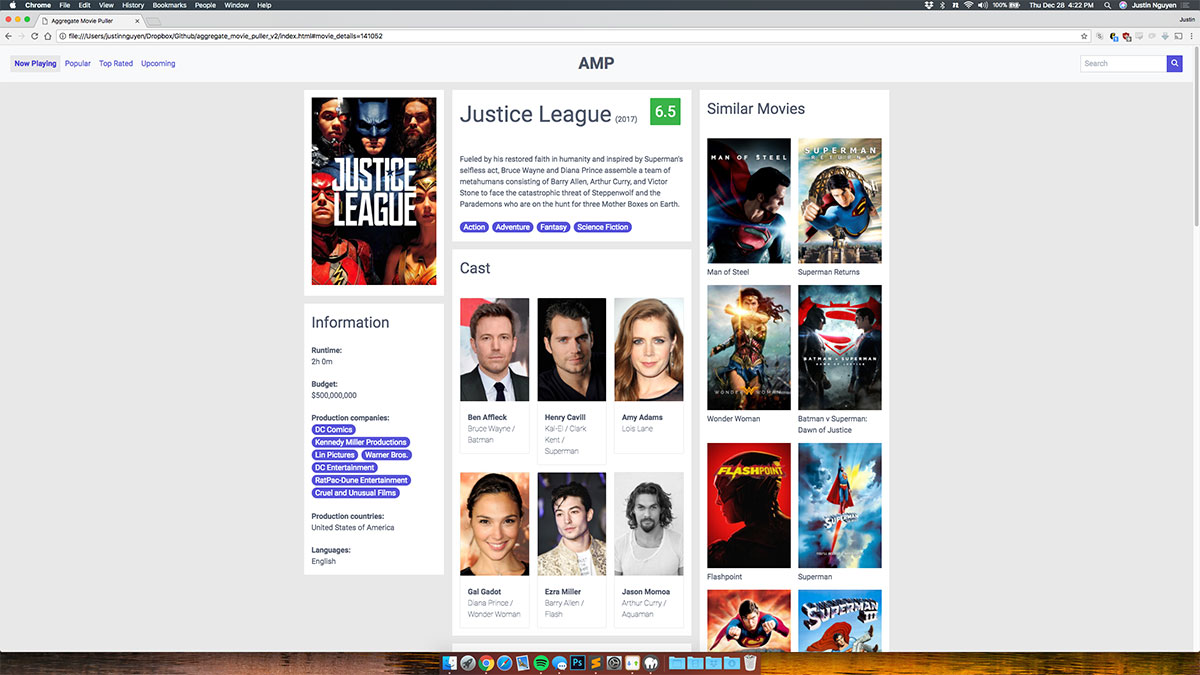 Chrome File Edit View History Bookmarks People Window Help
100% Thu Dec 28 4:22 PM Justin Nguyen
Aggregate Movie Puller
Justin
file:///Users/justinnguyen/Dropbox/Github/aggregate_movie_puller_v2/index.html#movie_details=141052
Now Playing Popular Top Rated Upcoming
AMP
Search
JUSTICE
LEAGUE
Information
Runtime:
2h 0m
Budget:
$500,000,000
Production companies:
DC Comics
Kennedy Miller Productions
Lin Pictures Warner Bros.
DC Entertainment
RatPac-Dune Entertainment
Cruel and Unusual Films
Production countries:
United States of America
Languages:
English
Justice League (2017) 6.5
Fueled by his restored faith in humanity and inspired by Superman's
selfless act, Bruce Wayne and Diana Prince assemble a team of
metahumans consisting of Barry Allen, Arthur Curry, and Victor
Stone to face the catastrophic threat of Steppenwolf and the
Parademons who are on the hunt for three Mother Boxes on Earth.
Action Adventure Fantasy Science Fiction
Cast
Ben Affleck
Bruce Wayne /
Batman
Henry Cavill
Kal-El / Clark
Kent /
Superman
Amy Adams
Lois Lane
Gal Gadot
Diana Prince /
Wonder Woman
Ezra Miller
Barry Allen /
Flash
Jason Momoa
Arthur Curry /
Aquaman
Similar Movies
MAN OF STEEL
Man of Steel
SUPERMAN
RETURNS
Superman Returns
WONDER WOMAN
Wonder Woman
BATMAN V SUPERMAN
DAWN OF JUSTICE
Batman v Superman:
Dawn of Justice
FLASHPOINT
Flashpoint
SUPERMAN
Superman
SUPERMAN III
Ps